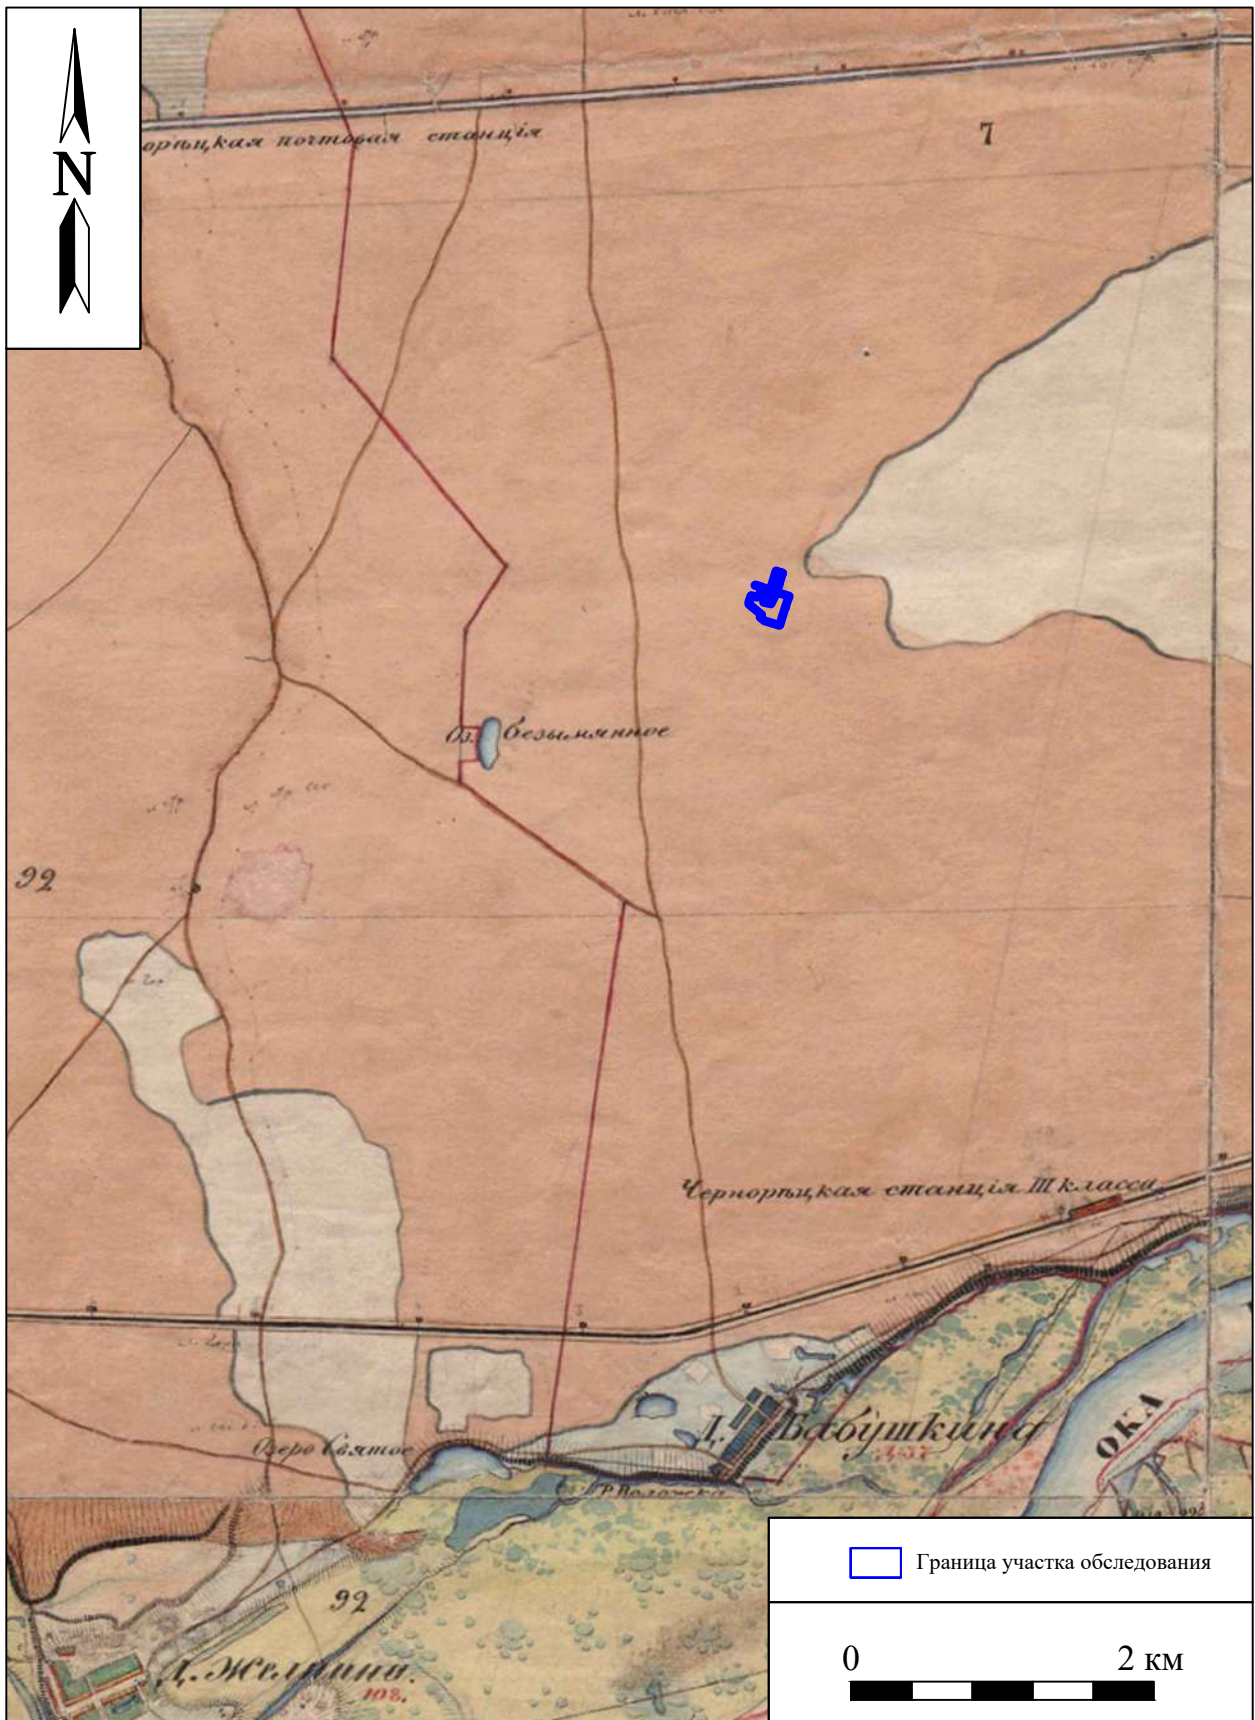 N
орѣцкая почтовая станція
7
Оз. безымянное
92
Чернорѣцкая станція III класса
ОКА
Д. Бабушкина
Озеро Святое
92
Д. Желнина.
108.
Граница участка обследования
0 2 км